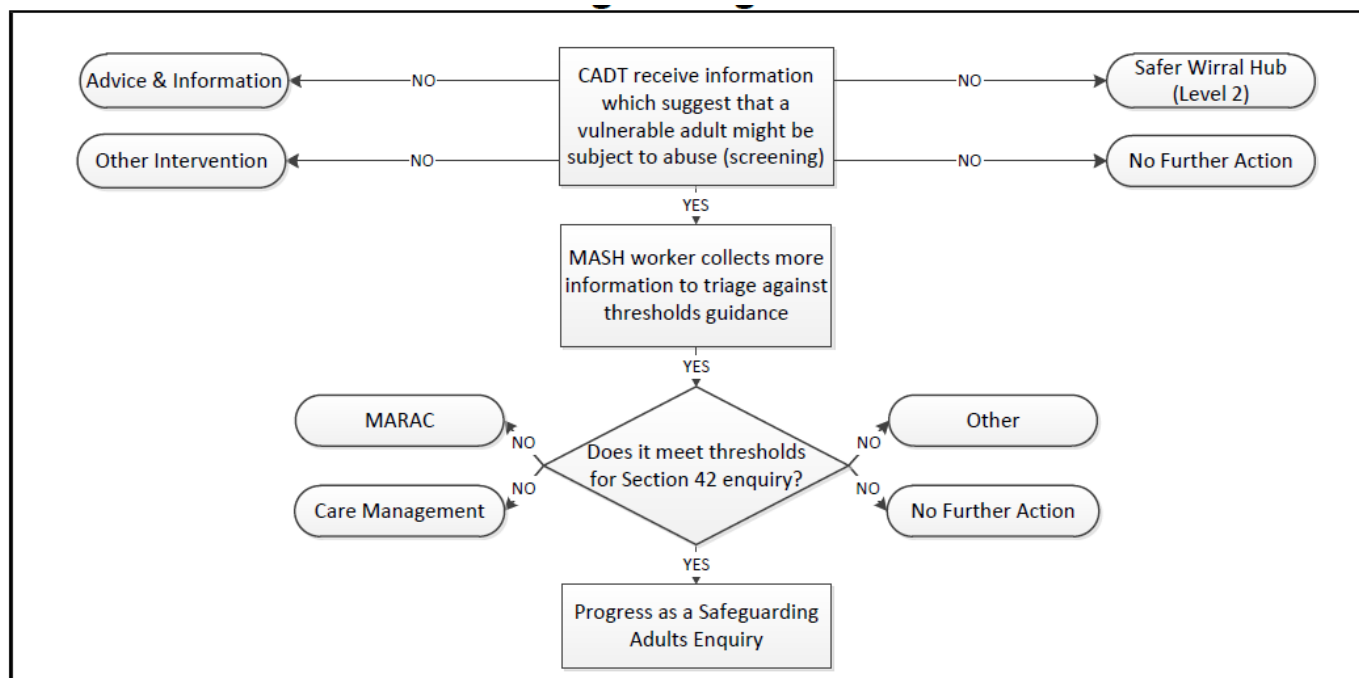 Advice & Information
NO
CADT receive information
which suggest that a
vulnerable adult might be
subject to abuse (screening)
NO
Safer Wirral Hub
(Level 2)
Other Intervention
NO
NO
No Further Action
YES
MASH worker collects more
information to triage against
thresholds guidance
YES
MARAC
NO
Does it meet thresholds
for Section 42 enquiry?
NO
Other
Care Management
NO
NO
No Further Action
YES
Progress as a Safeguarding
Adults Enquiry